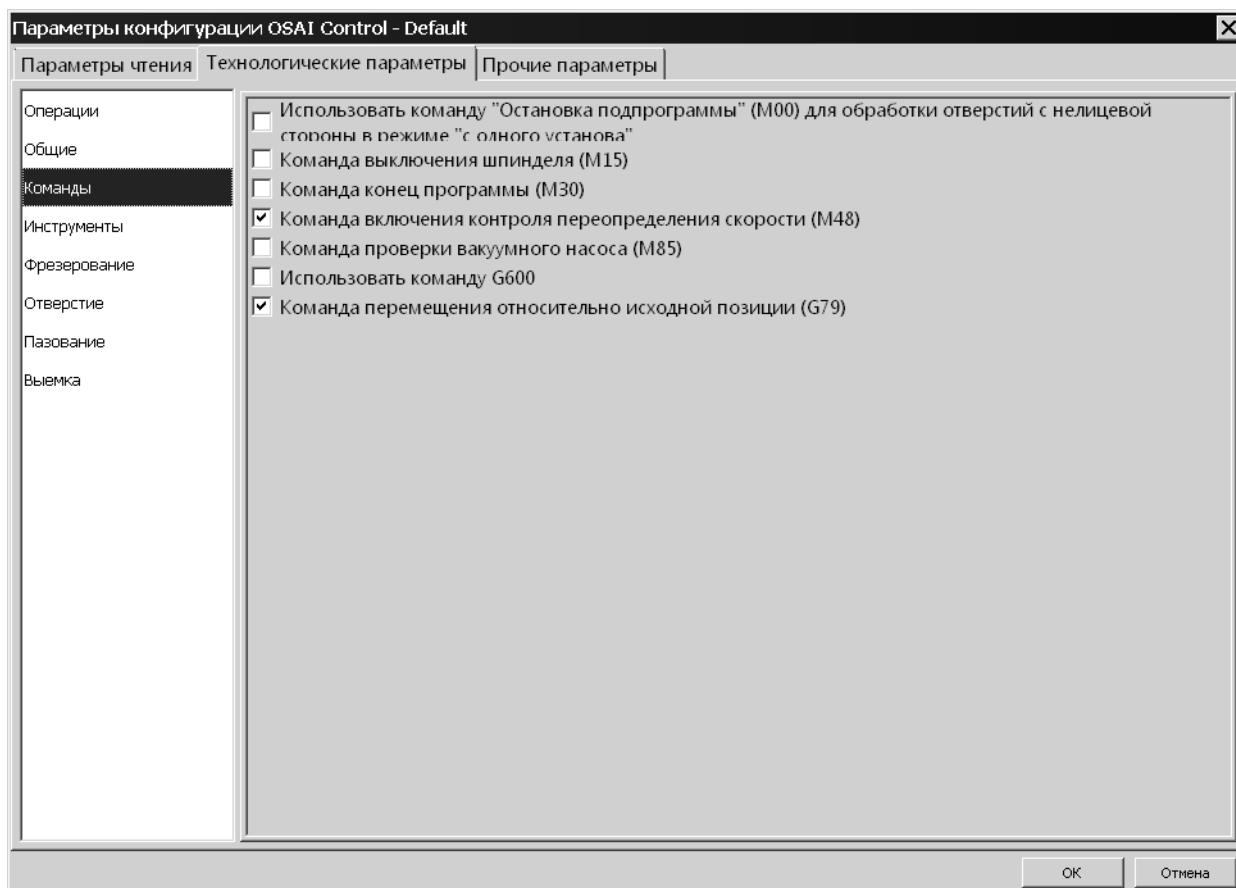 Параметры конфигурации OSAI Control - Default
Параметры чтения
Технологические параметры
Прочие параметры
Операции
Общие
Команды
Инструменты
Фрезерование
Отверстие
Пазование
Выемка
Использовать команду "Остановка подпрограммы" (M00) для обработки отверстий с нелицевой
стороны в режиме "с одного установа"
Команда выключения шпинделя (M15)
Команда конец программы (M30)
Команда включения контроля переопределения скорости (M48)
Команда проверки вакуумного насоса (M85)
Использовать команду G600
Команда перемещения относительно исходной позиции (G79)
ОК
Отмена